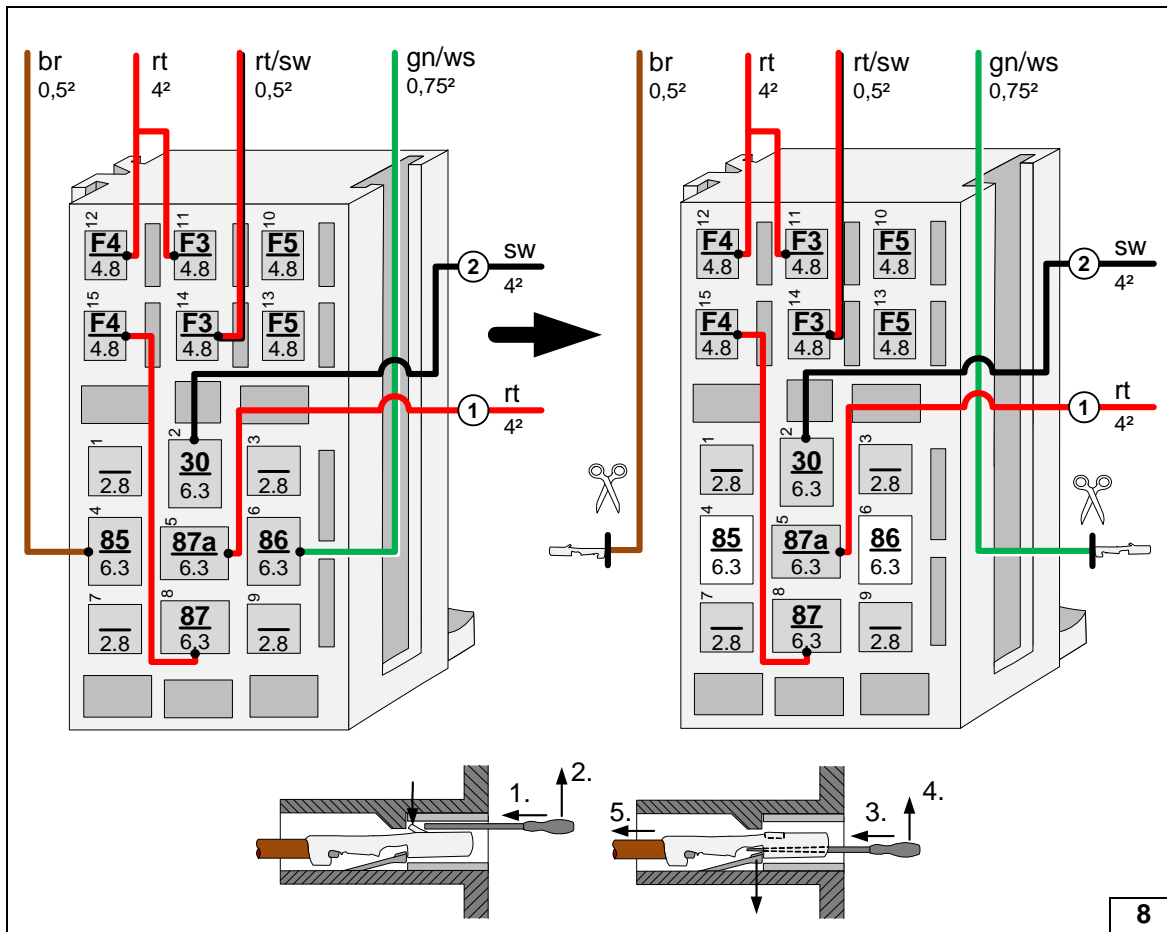 br rt rt/sw gn/ws
0,5² 4² 0,5² 0,75²
12 11 10
F4 F3 F5
4.8 4.8 4.8
2 sw
4²
15 14 13
F4 F3 F5
4.8 4.8 4.8
1 rt
4²
1 2 3
30
2.8 6.3 2.8
4 5 6
85 87a 86
6.3 6.3 6.3
7 8 9
87
2.8 6.3 2.8
br rt rt/sw gn/ws
0,5² 4² 0,5² 0,75²
12 11 10
F4 F3 F5
4.8 4.8 4.8
2 sw
4²
15 14 13
F4 F3 F5
4.8 4.8 4.8
1 rt
4²
1 2 3
30
2.8 6.3 2.8
4 5 6
85 87a 86
6.3 6.3 6.3
7 8 9
87
2.8 6.3 2.8
1. 2.
5. 3. 4.
8